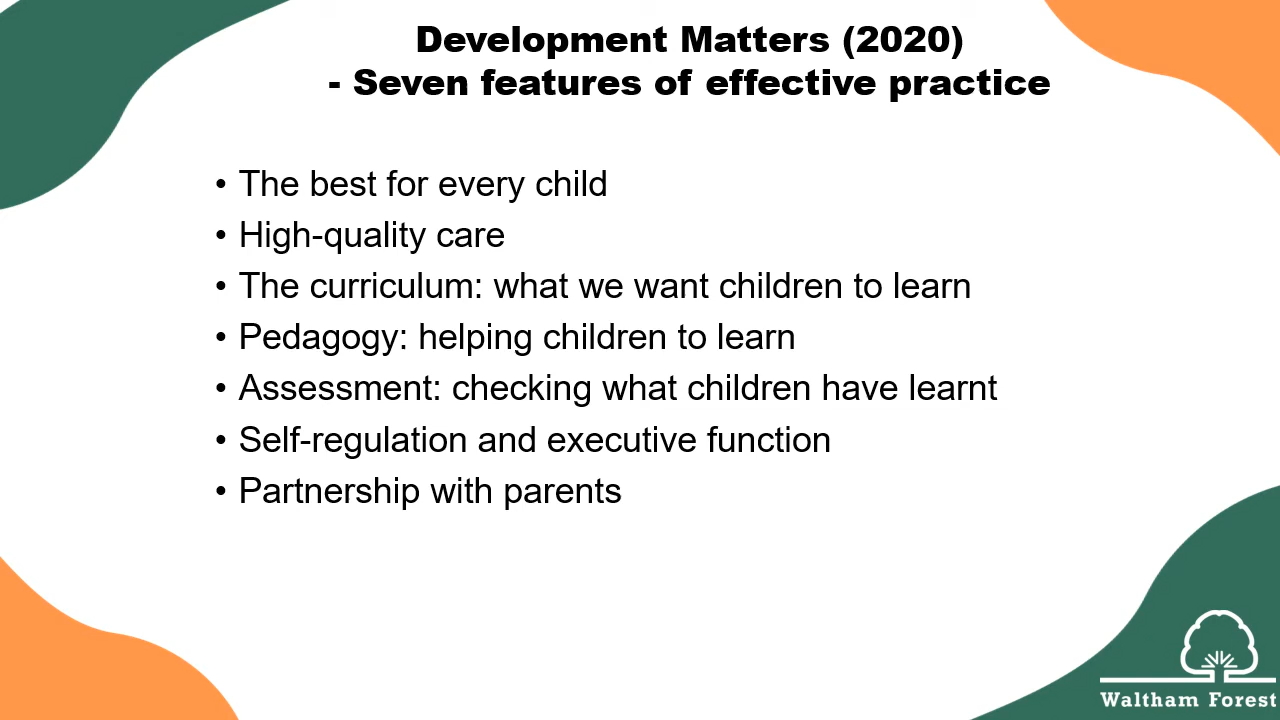 Development Matters (2020)
- Seven features of effective practice
• The best for every child
• High-quality care
• The curriculum: what we want children to learn
• Pedagogy: helping children to learn
• Assessment: checking what children have learnt
• Self-regulation and executive function
• Partnership with parents
Waltham Forest